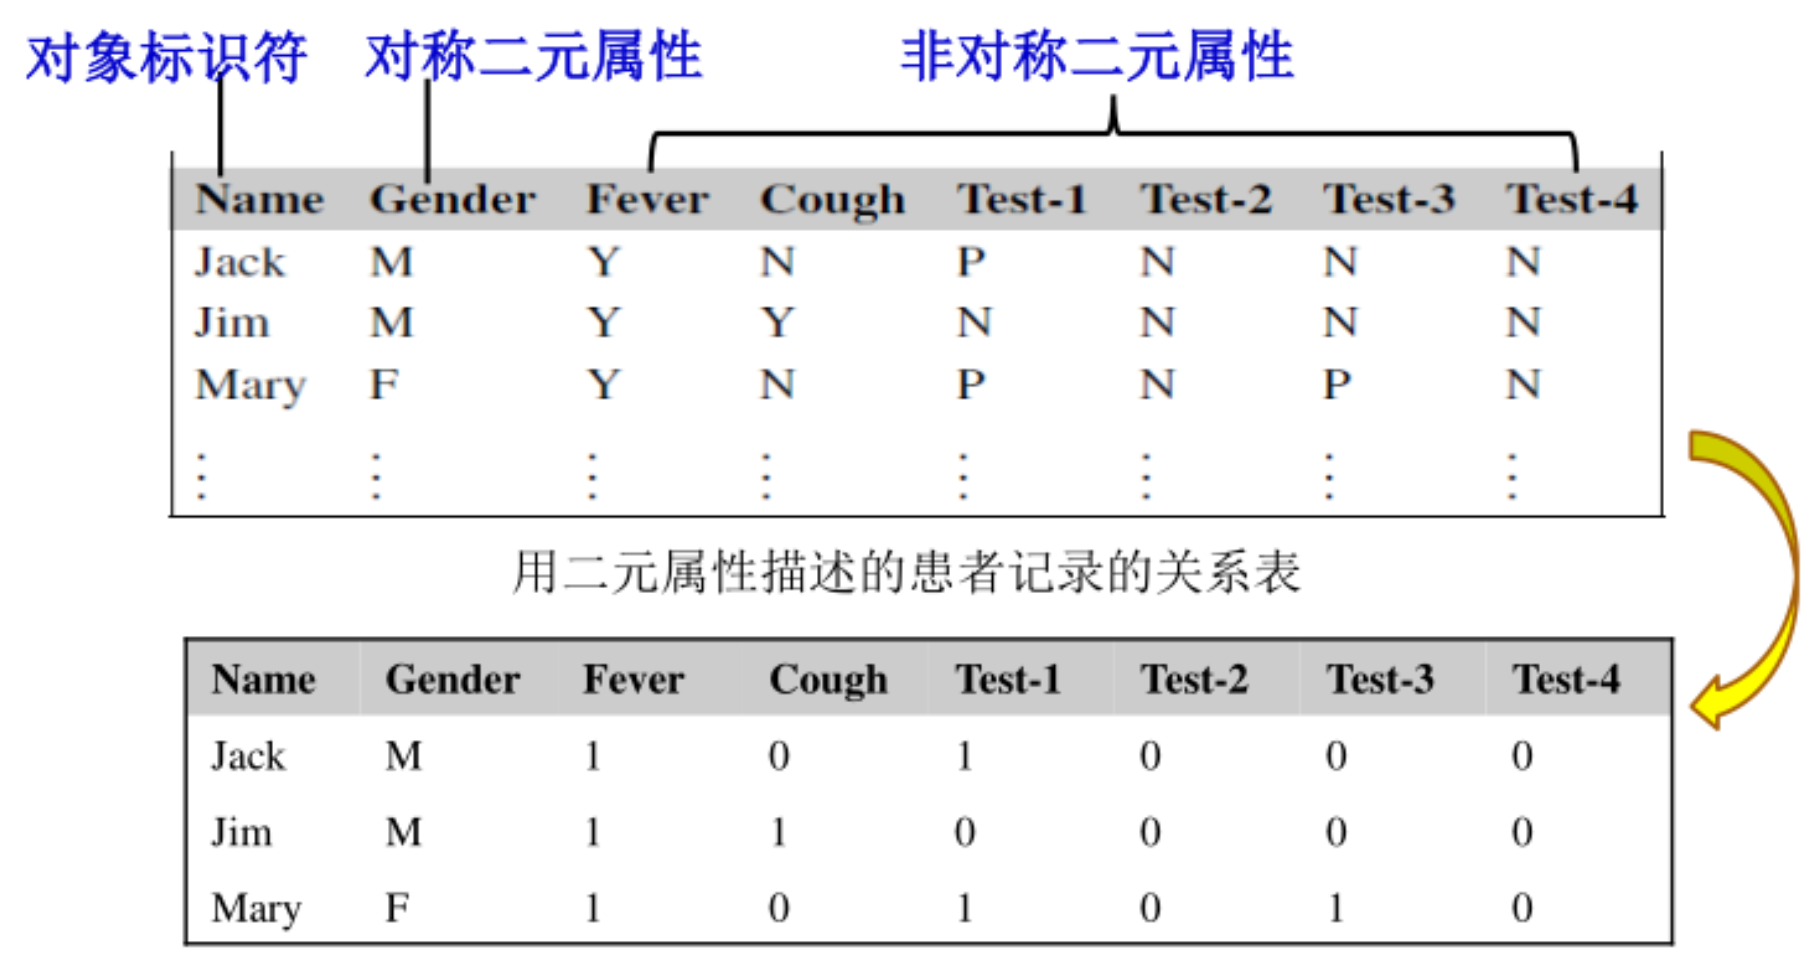 对象标识符 对称二元属性 非对称二元属性
Name Gender Fever Cough Test-1 Test-2 Test-3 Test-4
Jack M Y N P N N N
Jim M Y Y N N N N
Mary F Y N P N P N
⋮ ⋮ ⋮ ⋮ ⋮ ⋮ ⋮ ⋮
用二元属性描述的患者记录的关系表
Name Gender Fever Cough Test-1 Test-2 Test-3 Test-4
Jack M 1 0 1 0 0 0
Jim M 1 1 0 0 0 0
Mary F 1 0 1 0 1 0